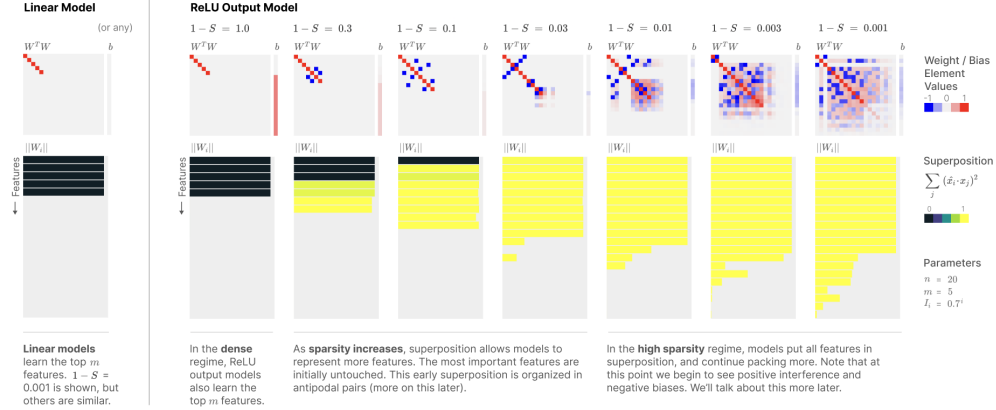 Linear Model
(or any)
ReLU Output Model
1 − S = 1.0
1 − S = 0.3
1 − S = 0.1
1 − S = 0.03
1 − S = 0.01
1 − S = 0.003
1 − S = 0.001
WᵀW
b
WᵀW
b
WᵀW
b
WᵀW
b
WᵀW
b
WᵀW
b
WᵀW
b
WᵀW
b
Weight / Bias
Element
Values
-1 0 1
||Wᵢ||
||Wᵢ||
||Wᵢ||
||Wᵢ||
||Wᵢ||
||Wᵢ||
||Wᵢ||
||Wᵢ||
← Features
← Features
Superposition
∑ⱼ (x̂ᵢ·xⱼ)²
0 1
Parameters
n = 20
m = 5
Iᵢ = 0.7ⁱ
Linear models
learn the top m
features. 1 − S =
0.001 is shown, but
others are similar.
In the dense
regime, ReLU
output models
also learn the
top m features.
As sparsity increases, superposition allows models to
represent more features. The most important features are
initially untouched. This early superposition is organized in
antipodal pairs (more on this later).
In the high sparsity regime, models put all features in
superposition, and continue packing more. Note that at
this point we begin to see positive interference and
negative biases. We'll talk about this more later.